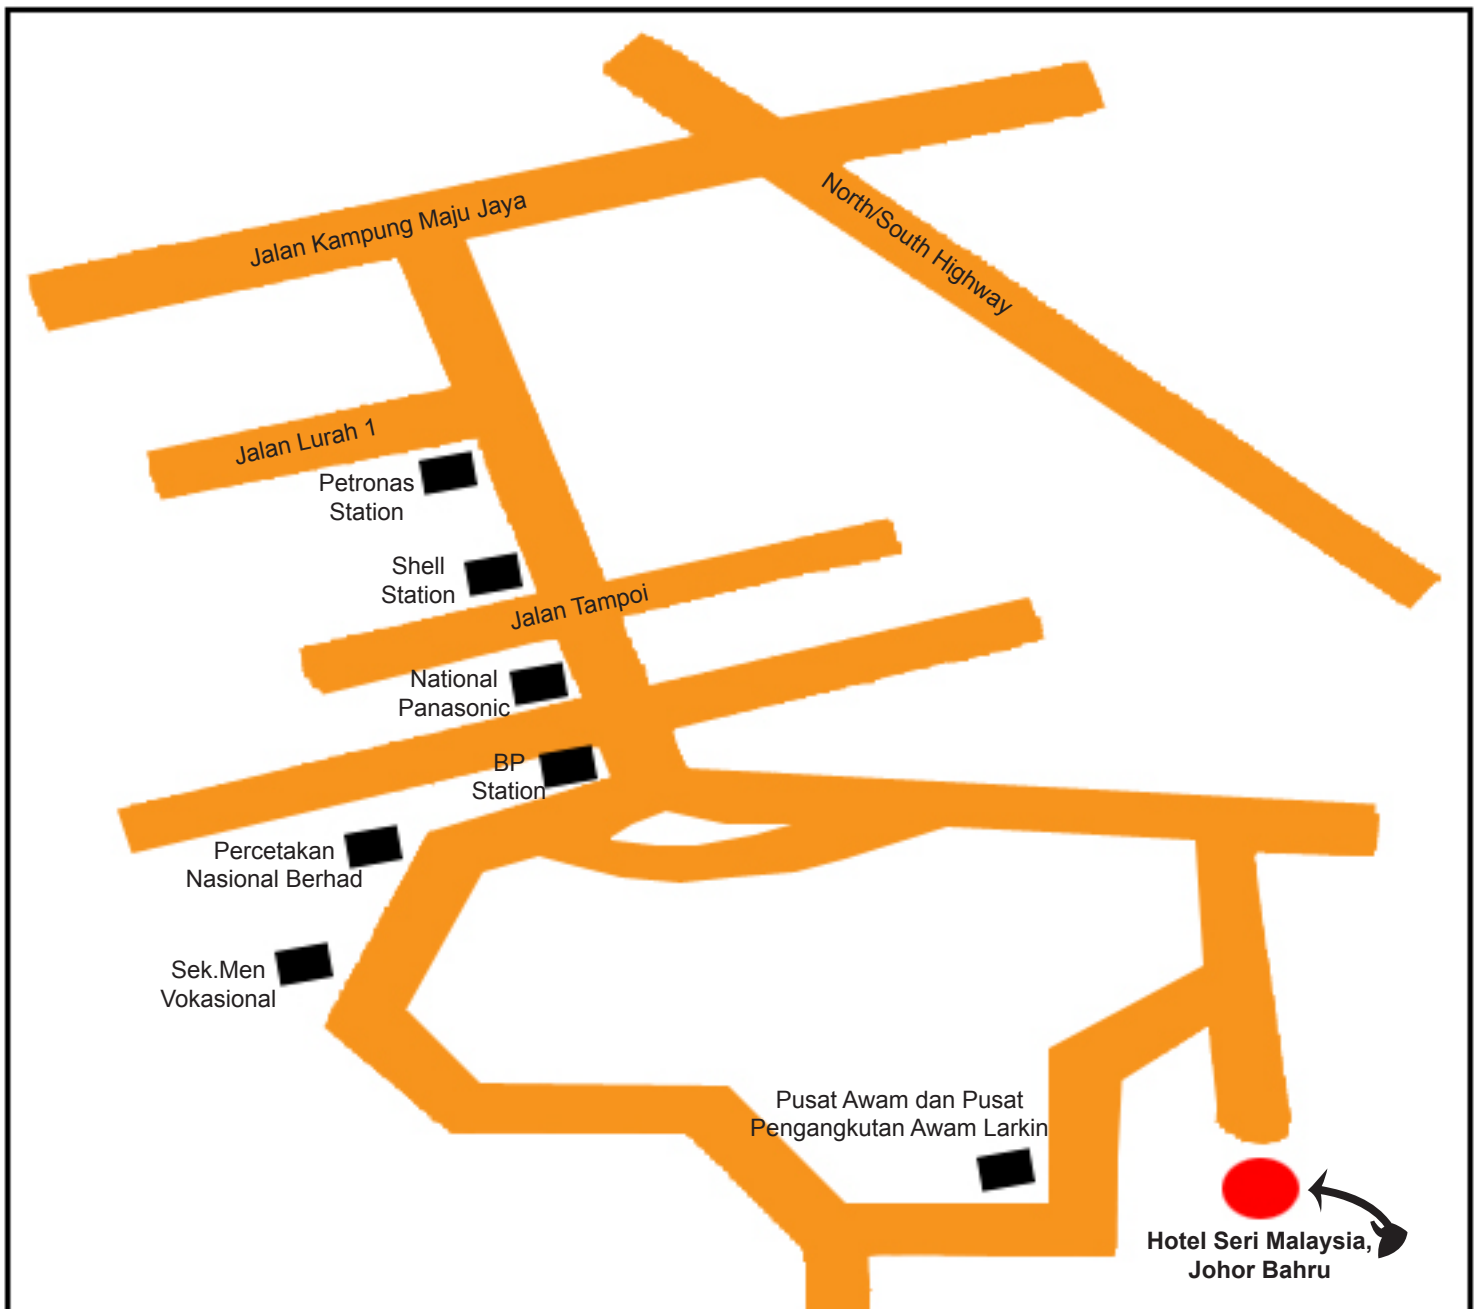 North/South Highway
Jalan Kampung Maju Jaya
Jalan Lurah 1
Petronas
Station
Shell
Station
Jalan Tampoi
National
Panasonic
BP
Station
Percetakan
Nasional Berhad
Sek.Men
Vokasional
Pusat Awam dan Pusat
Pengangkutan Awam Larkin
Hotel Seri Malaysia,
Johor Bahru